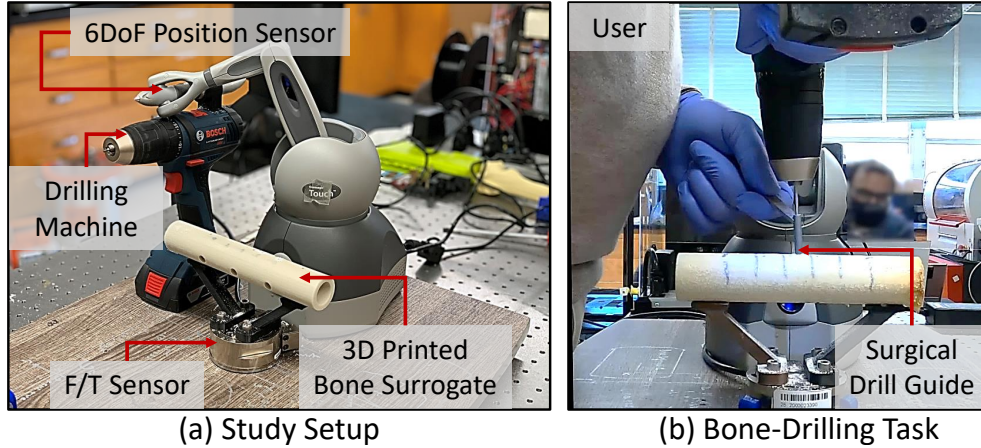 6DoF Position Sensor
BOSCH
Touch
Drilling
Machine
F/T Sensor
3D Printed
Bone Surrogate
(a) Study Setup
User
Surgical
Drill Guide
(b) Bone-Drilling Task